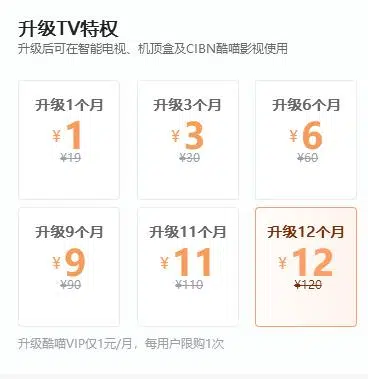 升级TV特权
升级后可在智能电视、机顶盒及CIBN酷喵影视使用
升级1个月
¥1
¥19
升级3个月
¥3
¥30
升级6个月
¥6
¥60
升级9个月
¥9
¥90
升级11个月
¥11
¥110
升级12个月
¥12
¥120
升级酷喵VIP仅1元/月，每用户限购1次